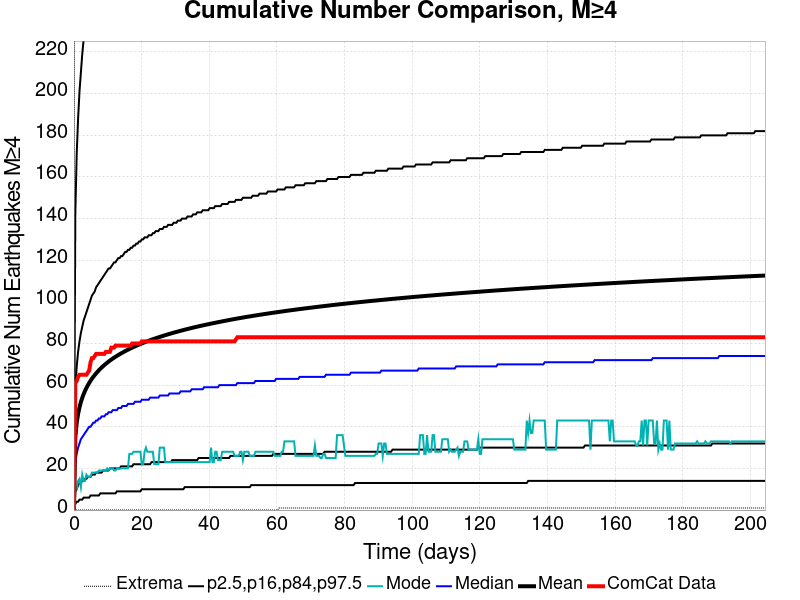 Cumulative Number Comparison, M≥4
Cumulative Num Earthquakes M≥4
220
200
180
160
140
120
100
80
60
40
20
0
0 20 40 60 80 100 120 140 160 180 200
Time (days)
Extrema p2.5,p16,p84,p97.5 Mode Median Mean ComCat Data